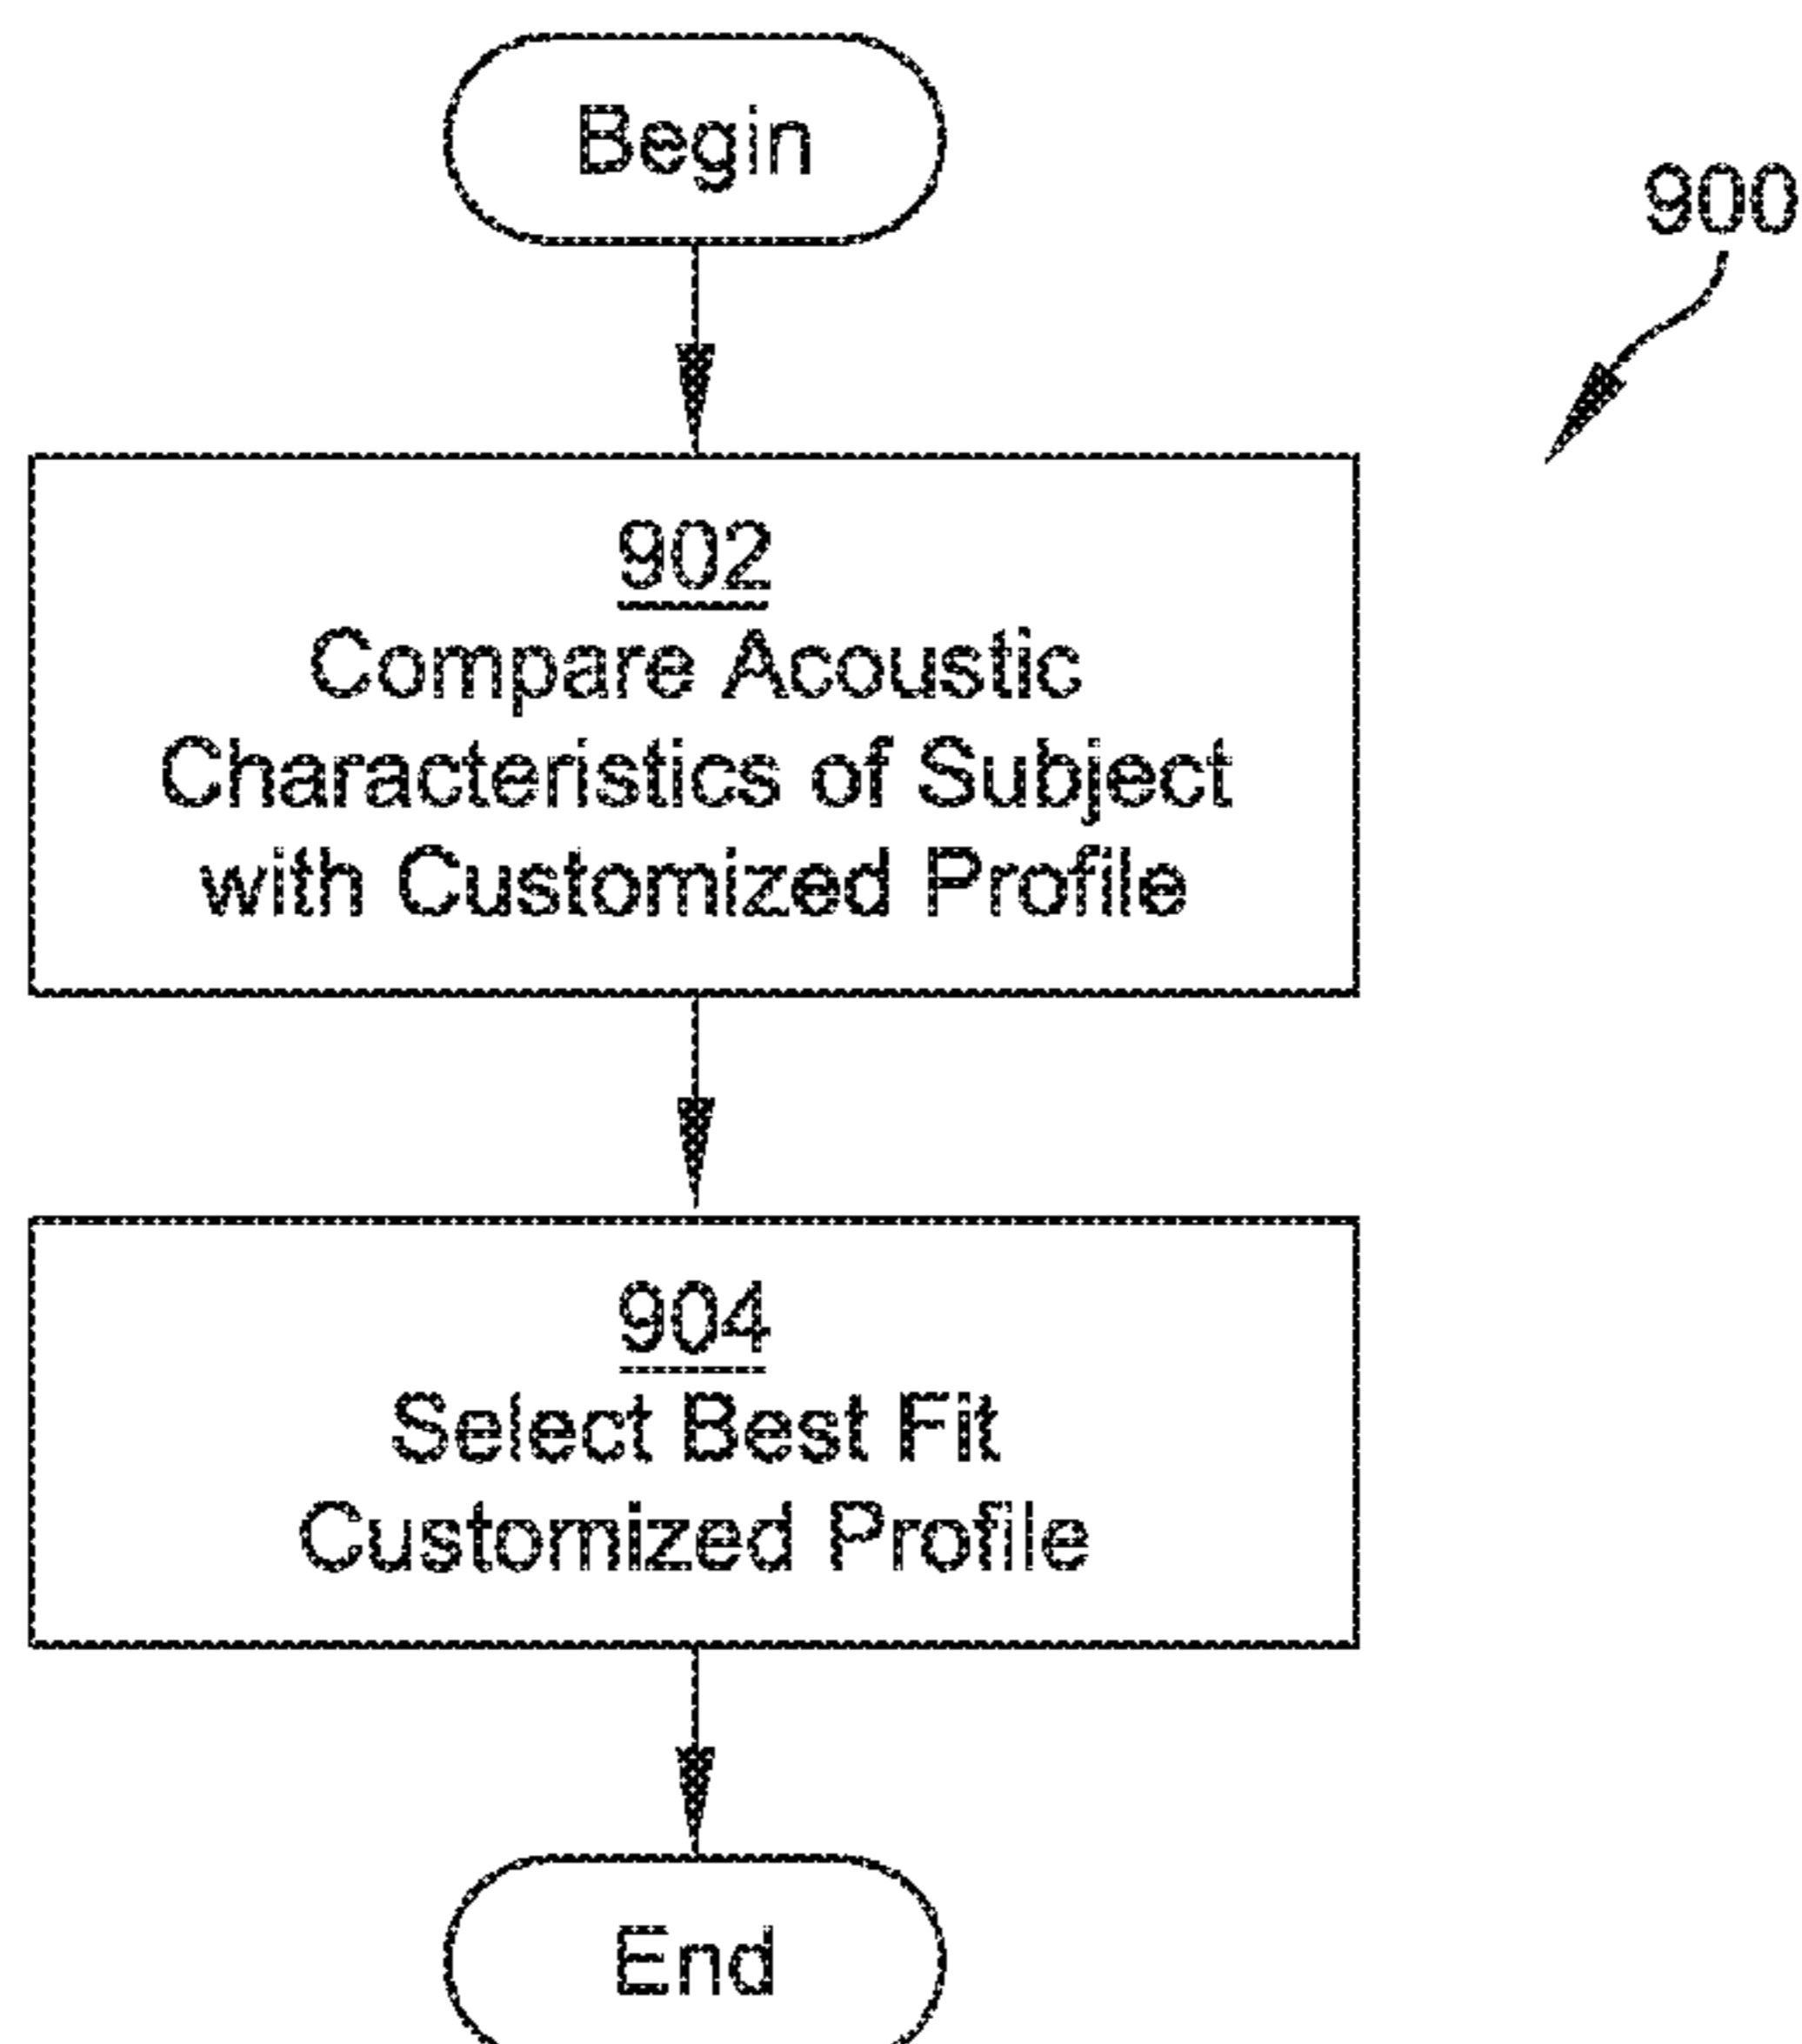 Begin
900
902
Compare Acoustic
Characteristics of Subject
with Customized Profile
904
Select Best Fit
Customized Profile
End